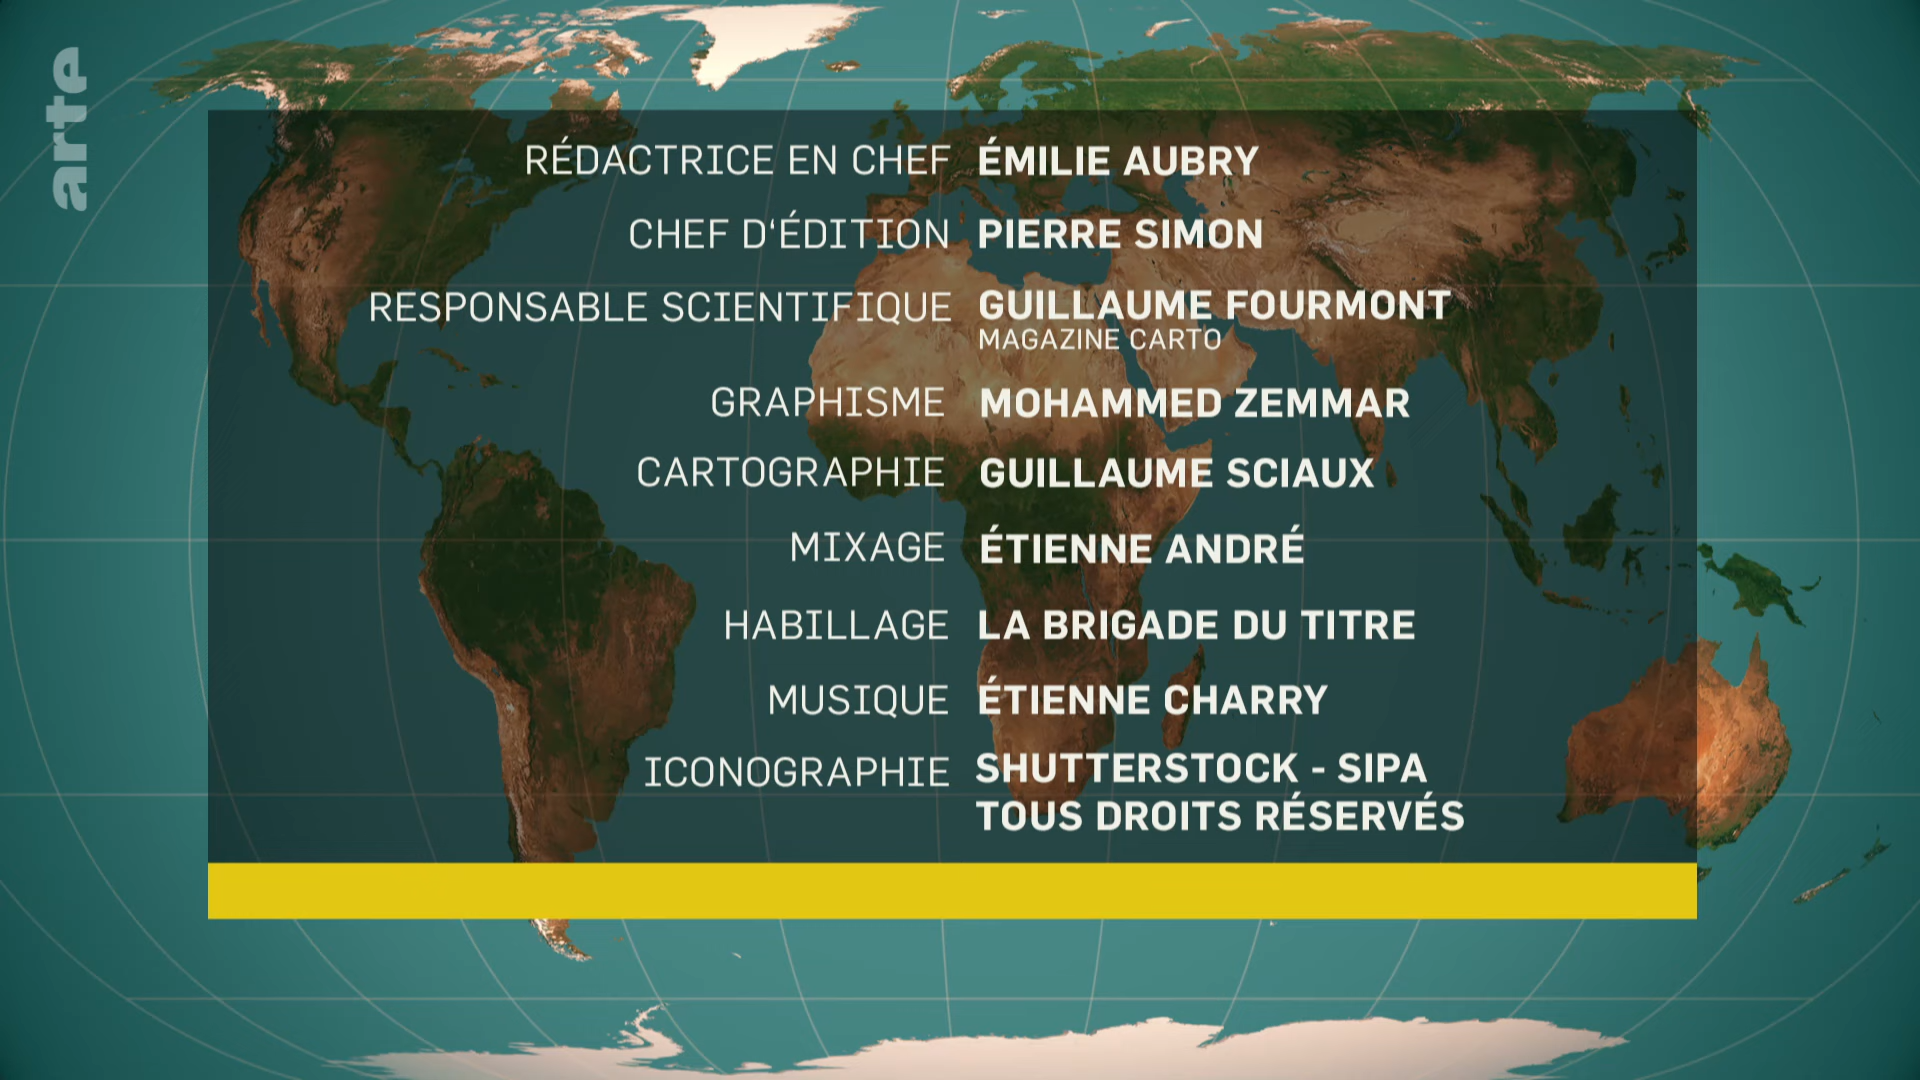 arte
RÉDACTRICE EN CHEF ÉMILIE AUBRY
CHEF D‘ÉDITION PIERRE SIMON
RESPONSABLE SCIENTIFIQUE GUILLAUME FOURMONT
MAGAZINE CARTO
GRAPHISME MOHAMMED ZEMMAR
CARTOGRAPHIE GUILLAUME SCIAUX
MIXAGE ÉTIENNE ANDRÉ
HABILLAGE LA BRIGADE DU TITRE
MUSIQUE ÉTIENNE CHARRY
ICONOGRAPHIE SHUTTERSTOCK - SIPA
TOUS DROITS RÉSERVÉS